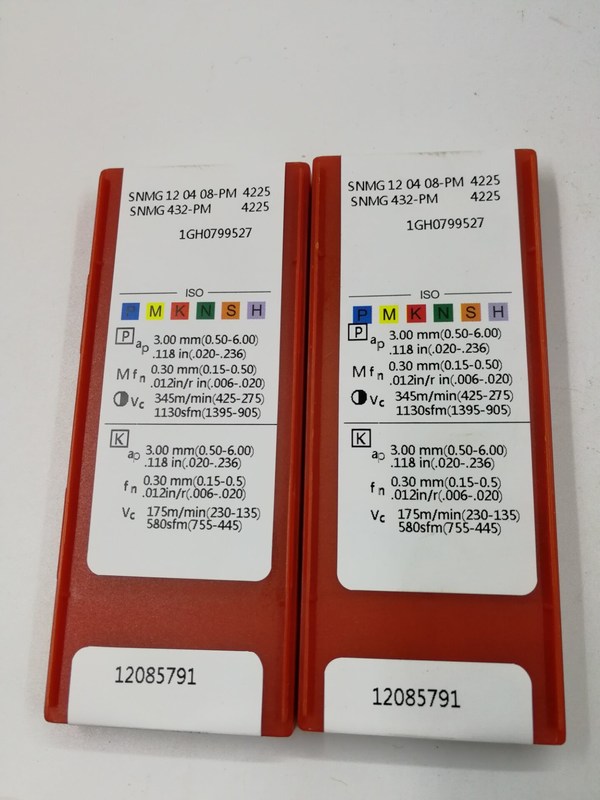 SNMG 12 04 08-PM 4225
SNMG 432-PM 4225
1GH0799527
ISO
P M K N S H
P ap 3.00 mm(0.50-6.00)
.118 in(.020-.236)
M fn 0.30 mm(0.15-0.50)
.012in/r in(.006-.020)
Vc 345m/min(425-275)
1130sfm(1395-905)
K
ap 3.00 mm(0.50-6.00)
.118 in(.020-.236)
fn 0.30 mm(0.15-0.5)
.012in/r(.006-.020)
Vc 175m/min(230-135)
580sfm(755-445)
12085791
SNMG 12 04 08-PM 4225
SNMG 432-PM 4225
1GH0799527
ISO
P M K N S H
P ap 3.00 mm(0.50-6.00)
.118 in(.020-.236)
M fn 0.30 mm(0.15-0.50)
.012in/r in(.006-.020)
Vc 345m/min(425-275)
1130sfm(1395-905)
K
ap 3.00 mm(0.50-6.00)
.118 in(.020-.236)
fn 0.30 mm(0.15-0.5)
.012in/r(.006-.020)
Vc 175m/min(230-135)
580sfm(755-445)
12085791